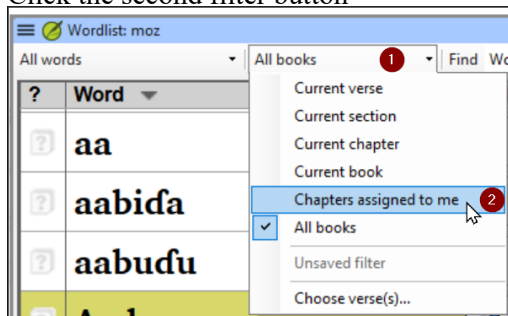 Click the second filter button
Wordlist: moz
All words
All books 1 Find
? Word
Current verse
Current section
aa
Current chapter
Current book
aabiɗa
Chapters assigned to me 2
All books
aabuɗu
Unsaved filter
Choose verse(s)...